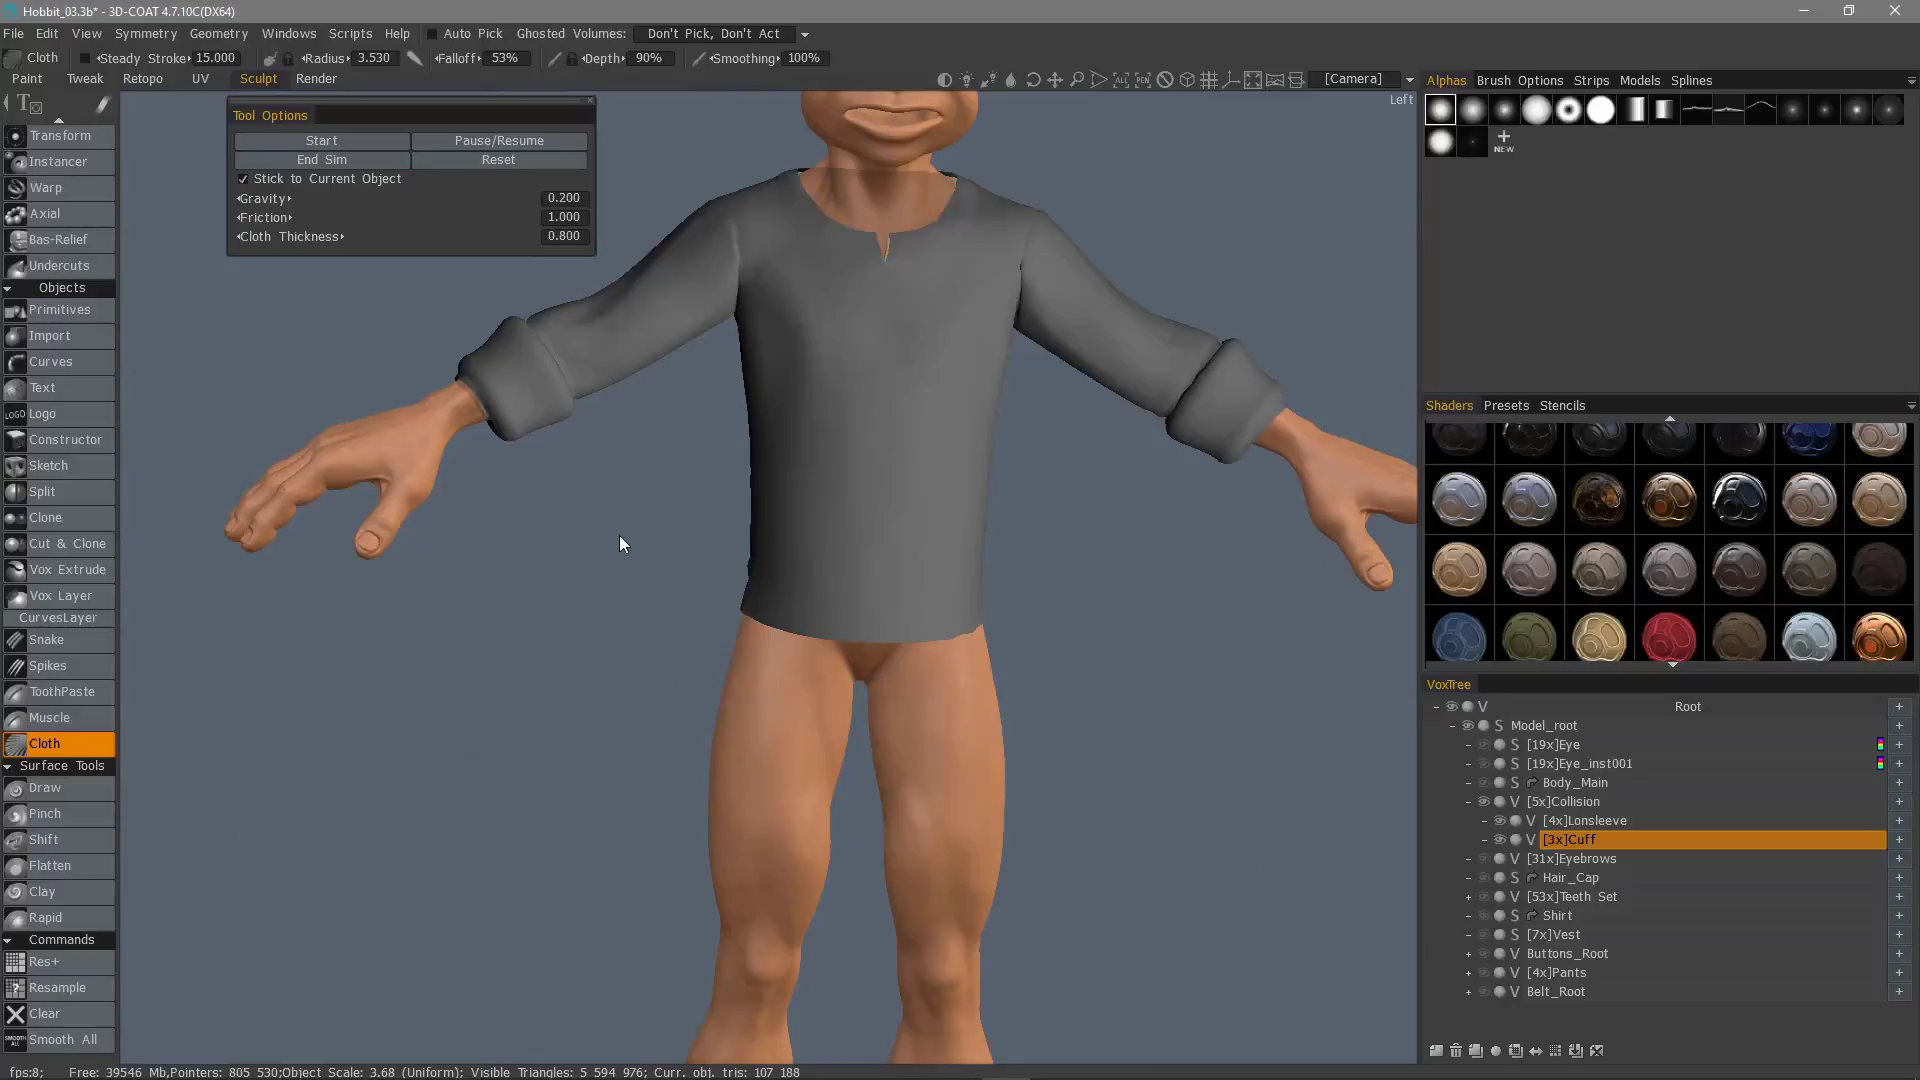 Hobbit_03.3b* - 3D-COAT 4.7.10C(DX64)
File Edit View Symmetry Geometry Windows Scripts Help Auto Pick Ghosted Volumes: Don't Pick, Don't Act
Cloth Steady Stroke 15.000 Radius 3.530 Falloff 53% Depth 90% Smoothing 100%
Paint Tweak Retopo UV Sculpt Render [Camera]
Left
Tool Options
Start Pause/Resume
End Sim Reset
Stick to Current Object
Gravity 0.200
Friction 1.000
Cloth Thickness 0.800
Transform
Instancer
Warp
Axial
Bas-Relief
Undercuts
Objects
Primitives
Import
Curves
Text
LOGO Logo
Constructor
Sketch
Split
Clone
Cut & Clone
Vox Extrude
Vox Layer
CurvesLayer
Snake
Spikes
ToothPaste
Muscle
Cloth
Surface Tools
Draw
Pinch
Shift
Flatten
Clay
Rapid
Commands
Res+
Resample
Clear
Smooth All
Alphas Brush Options Strips Models Splines
NEW
Shaders Presets Stencils
VoxTree
V Root
S Model_root
S [19x]Eye
S [19x]Eye_inst001
S Body_Main
V [5x]Collision
V [4x]Lonsleeve
V [3x]Cuff
V [31x]Eyebrows
S Hair_Cap
V [53x]Teeth Set
S Shirt
S [7x]Vest
V Buttons_Root
V [4x]Pants
V Belt_Root
fps:8; Free: 39546 Mb,Pointers: 805 530;Object Scale: 3.68 (Uniform); Visible Triangles: 5 594 976; Curr. obj. tris: 107 188